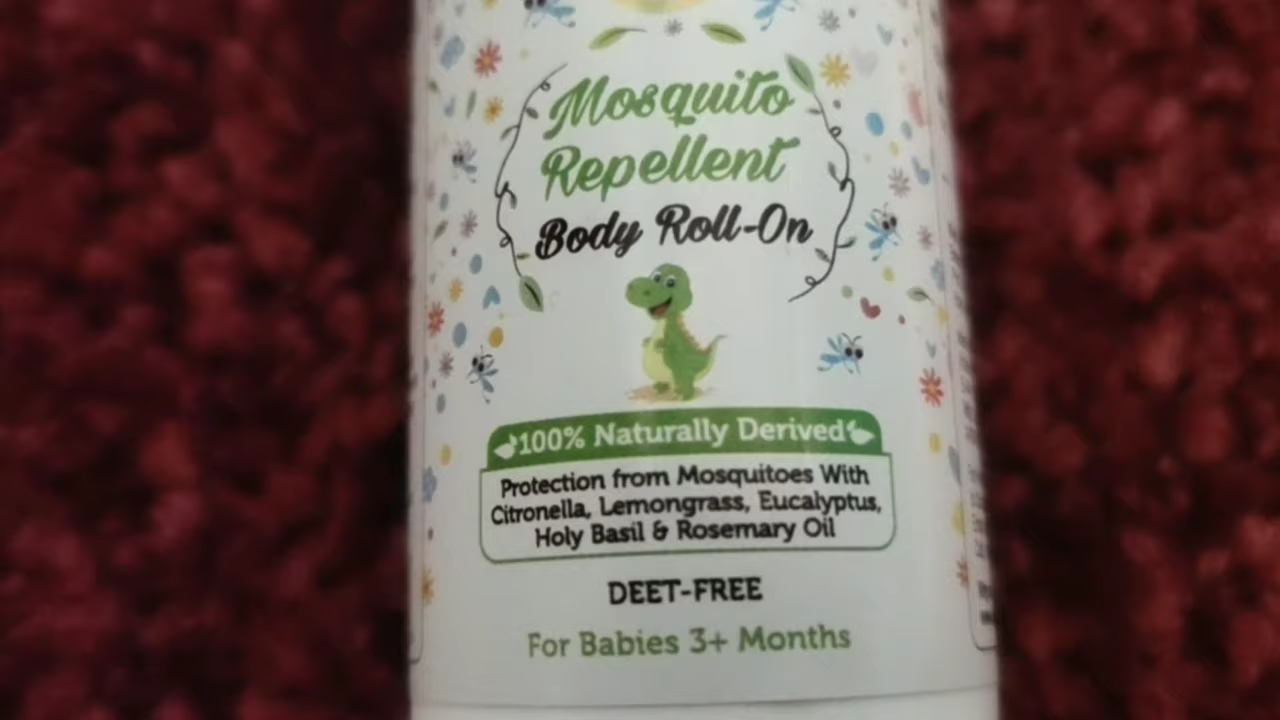 Mosquito
Repellent
Body Roll-On
100% Naturally Derived
Protection from Mosquitoes With
Citronella, Lemongrass, Eucalyptus,
Holy Basil & Rosemary Oil
DEET-FREE
For Babies 3+ Months